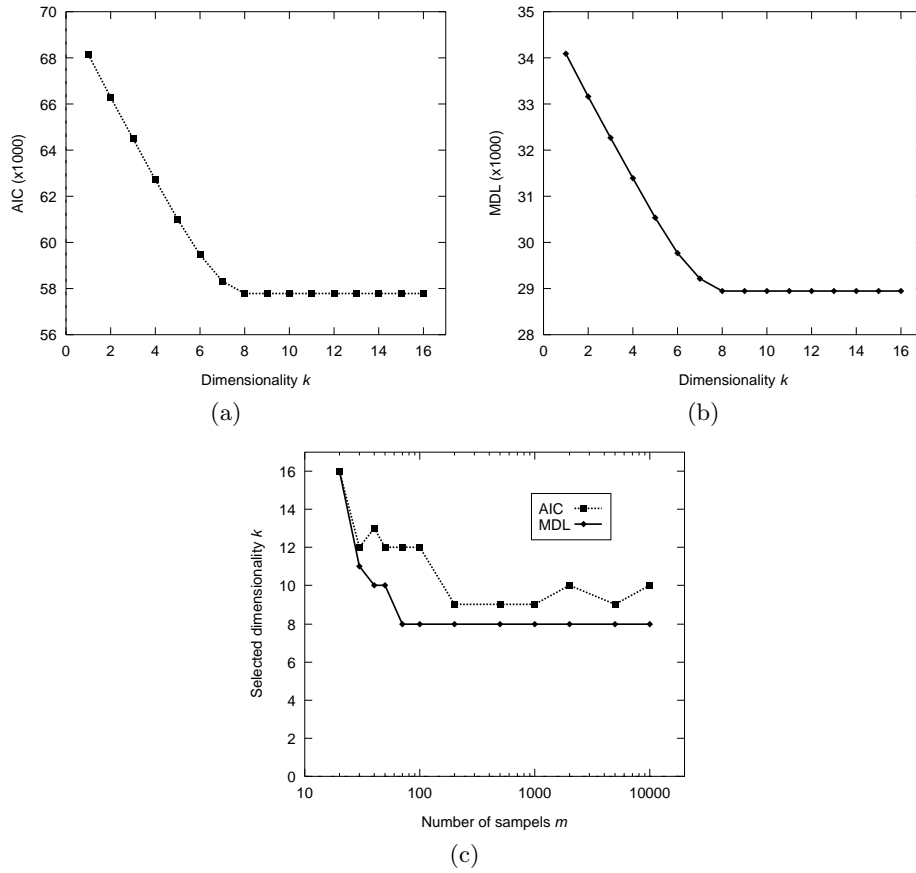 70
68
66
64
62
60
58
56
AIC (x1000)
0 2 4 6 8 10 12 14 16
Dimensionality k
(a)
35
34
33
32
31
30
29
28
MDL (x1000)
0 2 4 6 8 10 12 14 16
Dimensionality k
(b)
16
14
12
10
8
6
4
2
0
Selected dimensionality k
AIC
MDL
10 100 1000 10000
Number of sampels m
(c)